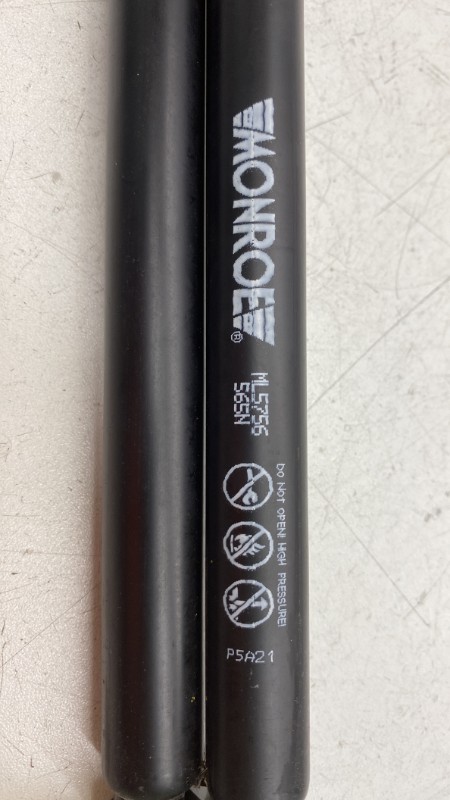 MONROE®
ML5756
565N
DO NOT OPEN! HIGH PRESSURE!
P5A21